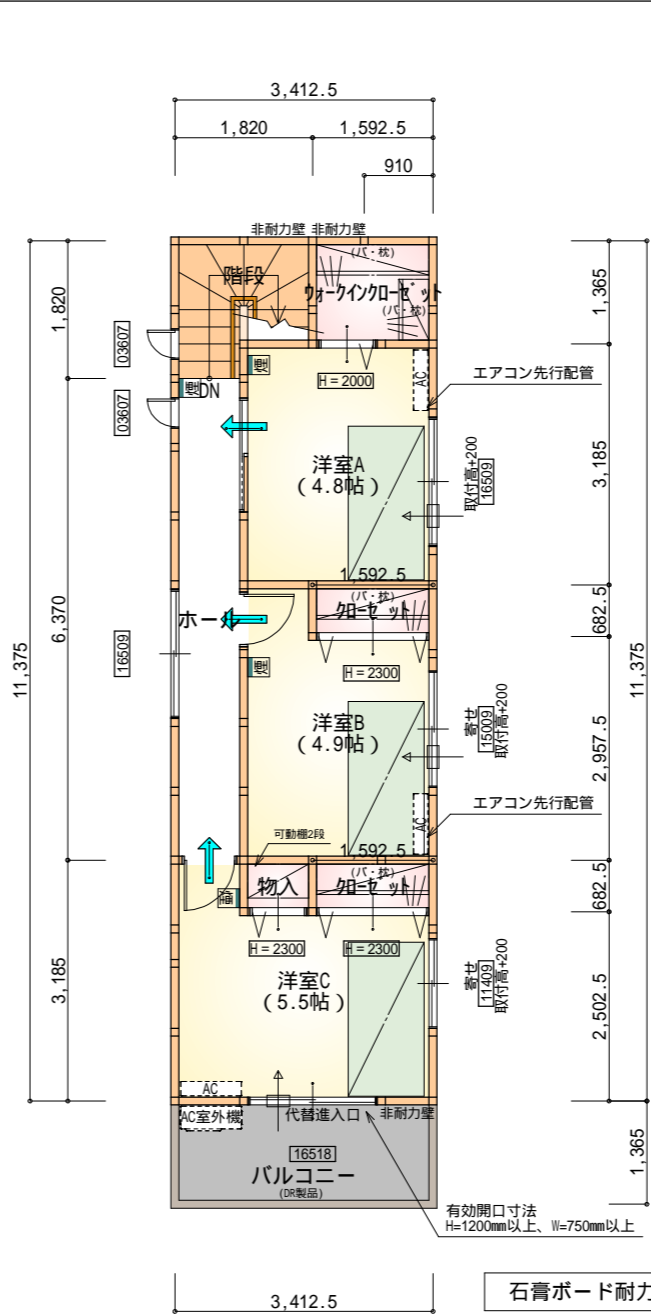 3,412.5
1,820
1,592.5
910
非耐力壁 非耐力壁
階段
(パ・枕)
ウォークインクローゼット
(パ・枕)
1,820
1,365
03607
煙
H=2000
AC
エアコン先行配管
煙
DN
03607
洋室A
(4.8帖)
取付高+200
16509
3,185
1,592.5
(パ・枕)
クローゼット
682.5
11,375
6,370
ホール
16509
煙
H=2300
11,375
洋室B
(4.9帖)
寄せ
15009
取付高+200
2,957.5
エアコン先行配管
AC
可動棚2段
1,592.5
(パ・枕)
物入
クローゼット
682.5
煙
H=2300
H=2300
3,185
洋室C
(5.5帖)
寄せ
11409
取付高+200
2,502.5
AC
AC室外機
代替進入口
非耐力壁
16518
バルコニー
(DR製品)
1,365
有効開口寸法
H=1200mm以上、W=750mm以上
3,412.5
石膏ボード耐力